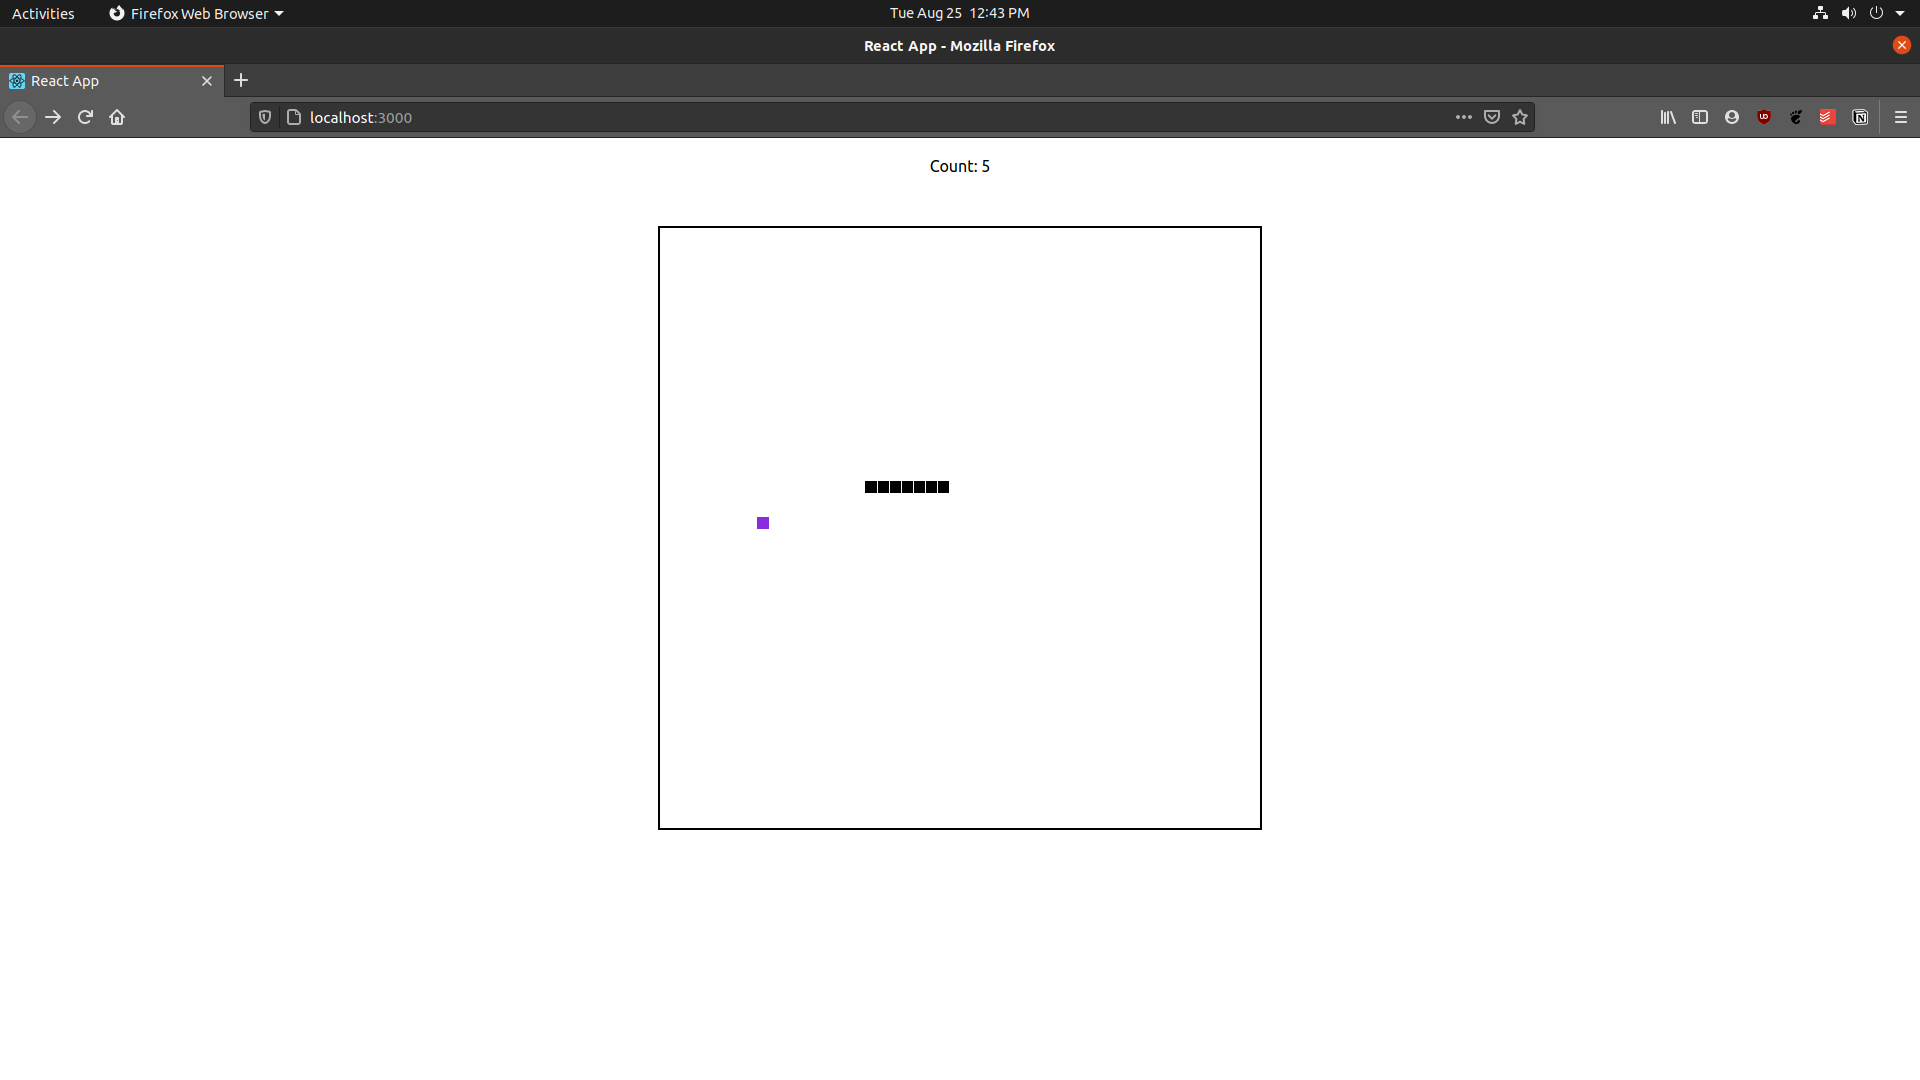 Activities
Firefox Web Browser
Tue Aug 25 12:43 PM
React App - Mozilla Firefox
React App
localhost:3000
Count: 5